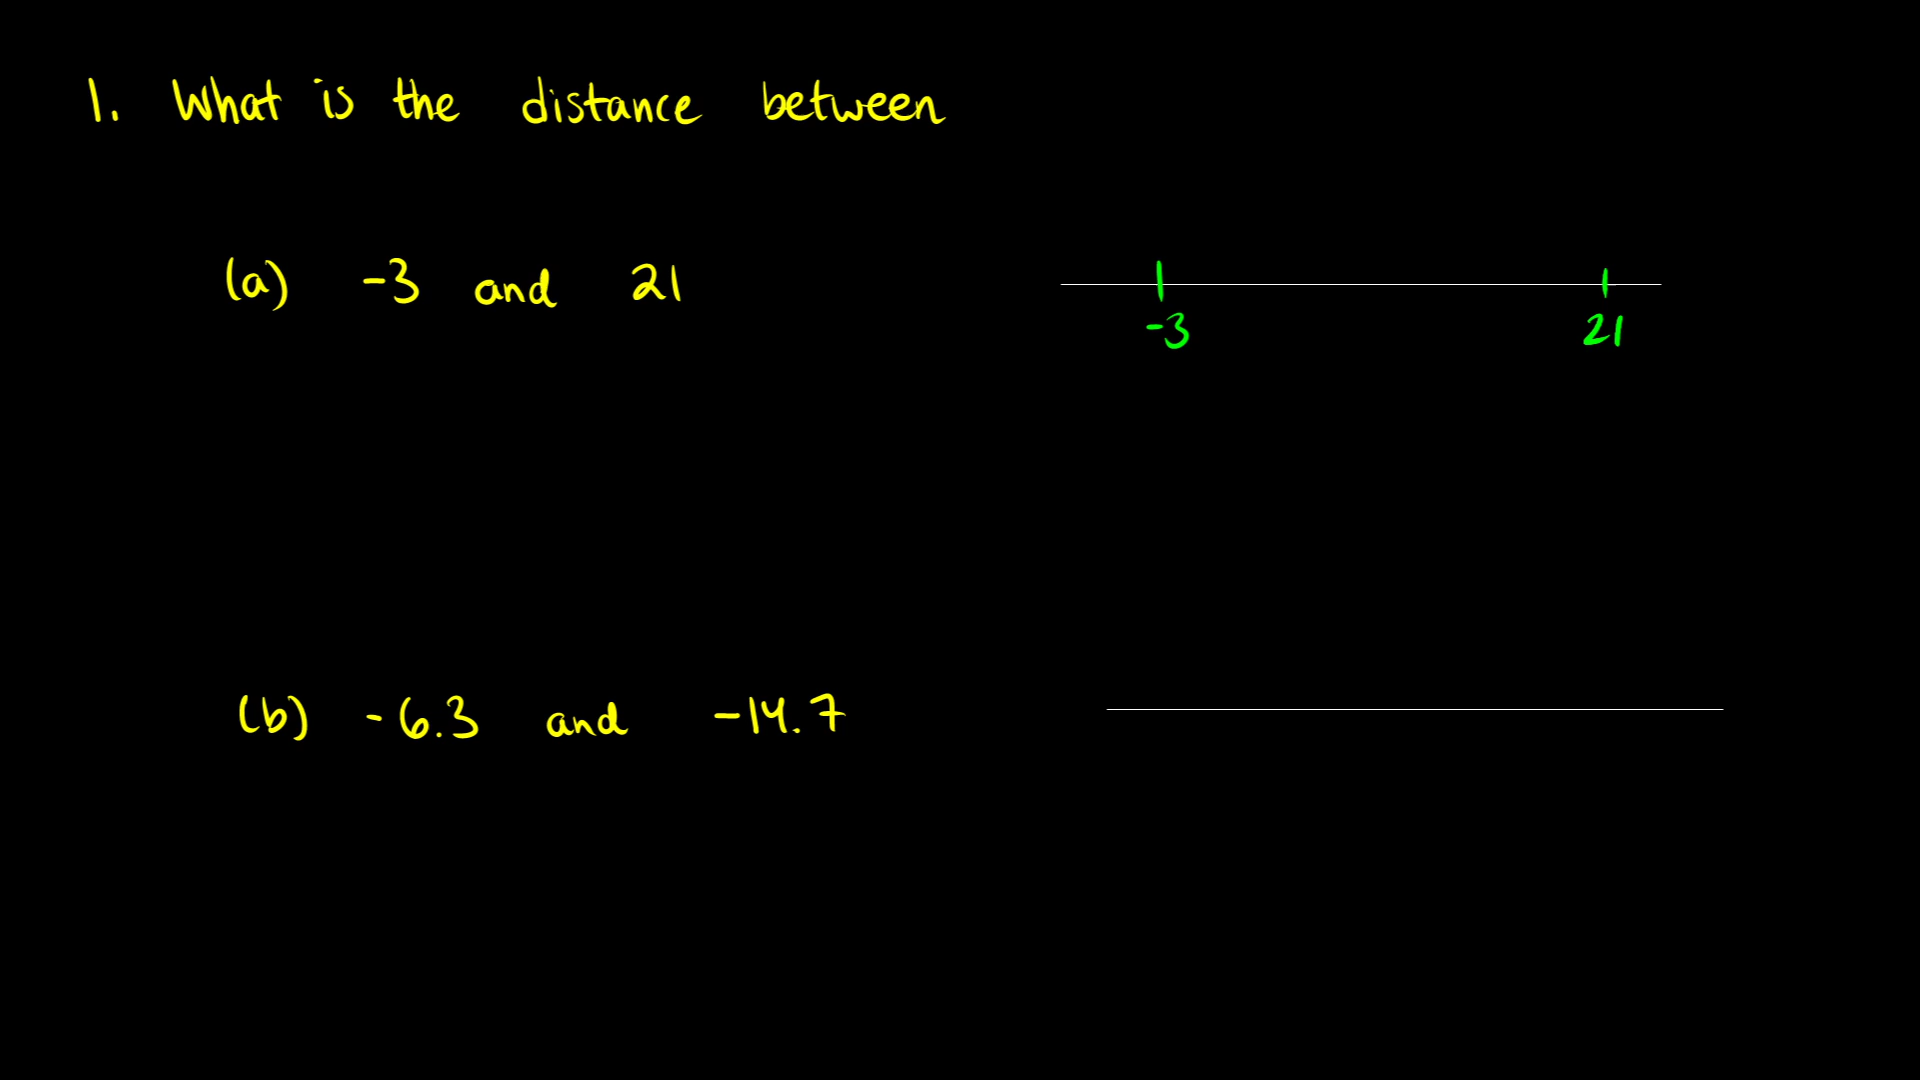 1. What is the distance between
(a) -3 and 21
-3 21
(b) -6.3 and -14.7